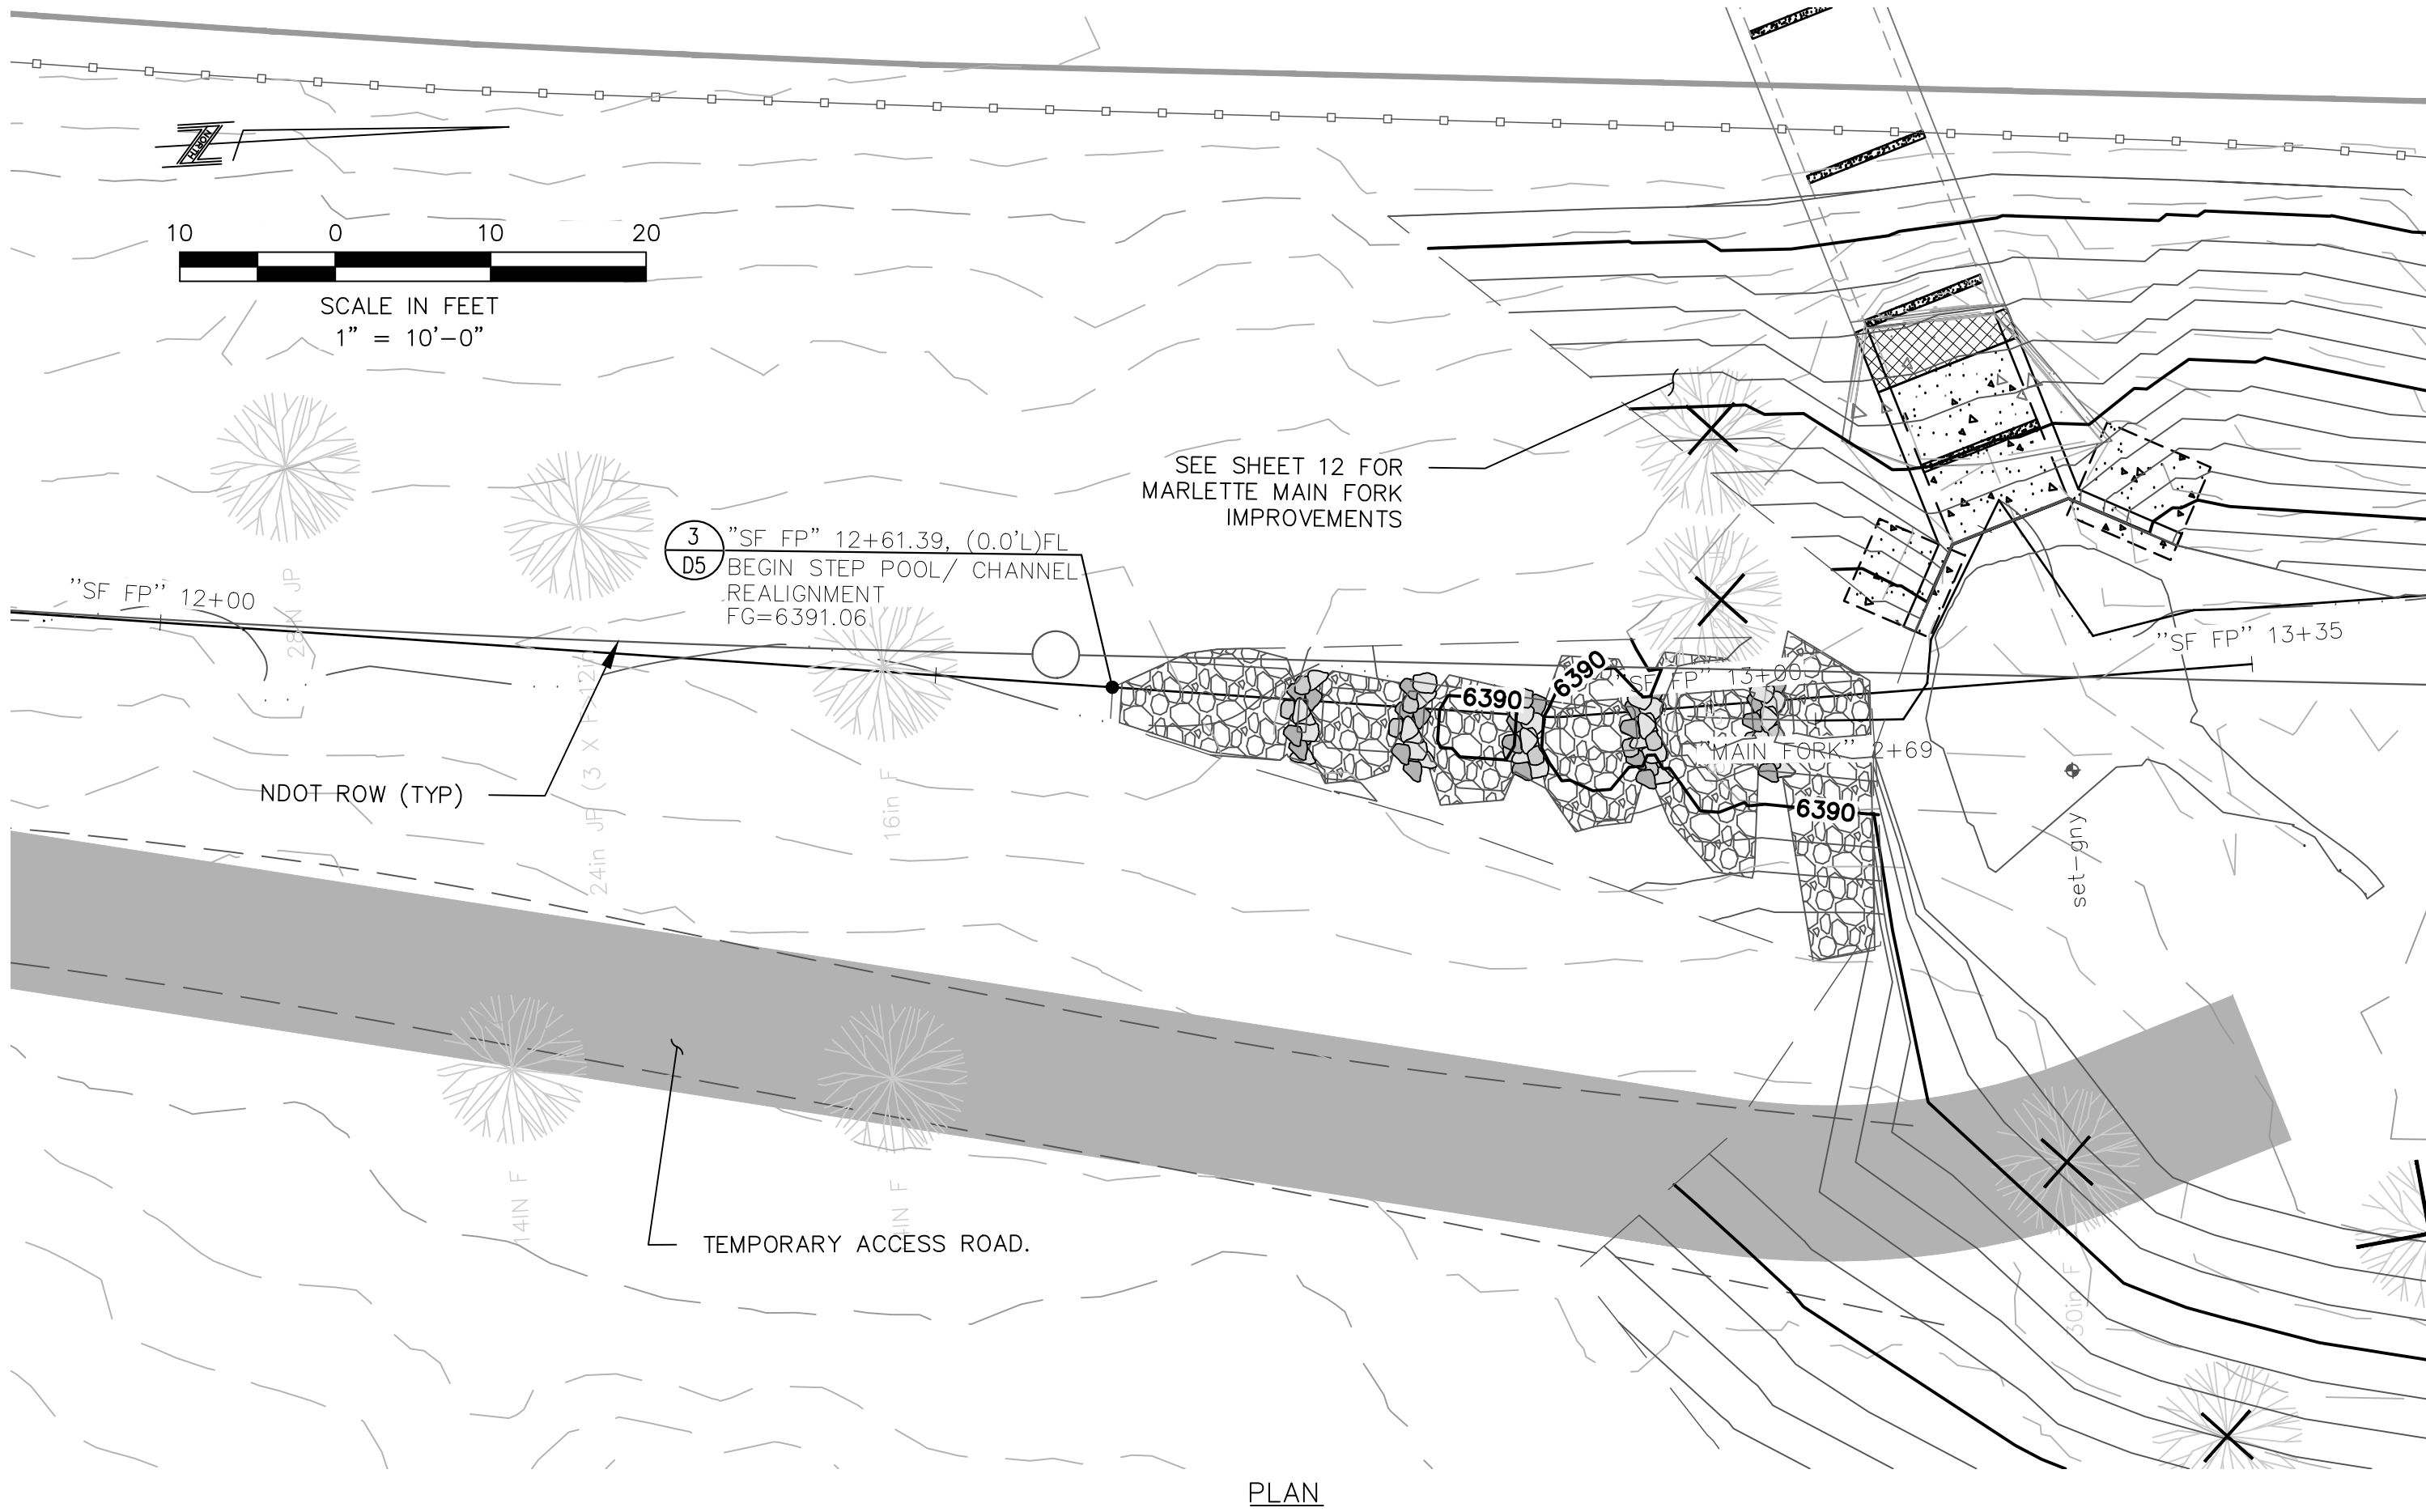 NORTH
10 0 10 20
SCALE IN FEET
1” = 10’-0”
SEE SHEET 12 FOR
MARLETTE MAIN FORK
IMPROVEMENTS
3
D5
”SF FP” 12+61.39, (0.0’L)FL
BEGIN STEP POOL/ CHANNEL
REALIGNMENT
FG=6391.06
”SF FP” 12+00
28IN JP
24in JP (3 X 12in)
16in F
”SF FP” 13+35
”SF FP” 13+00
6390
6390
”MAIN FORK” 2+69
6390
NDOT ROW (TYP)
set-gny
14IN F
TEMPORARY ACCESS ROAD.
30in F
PLAN